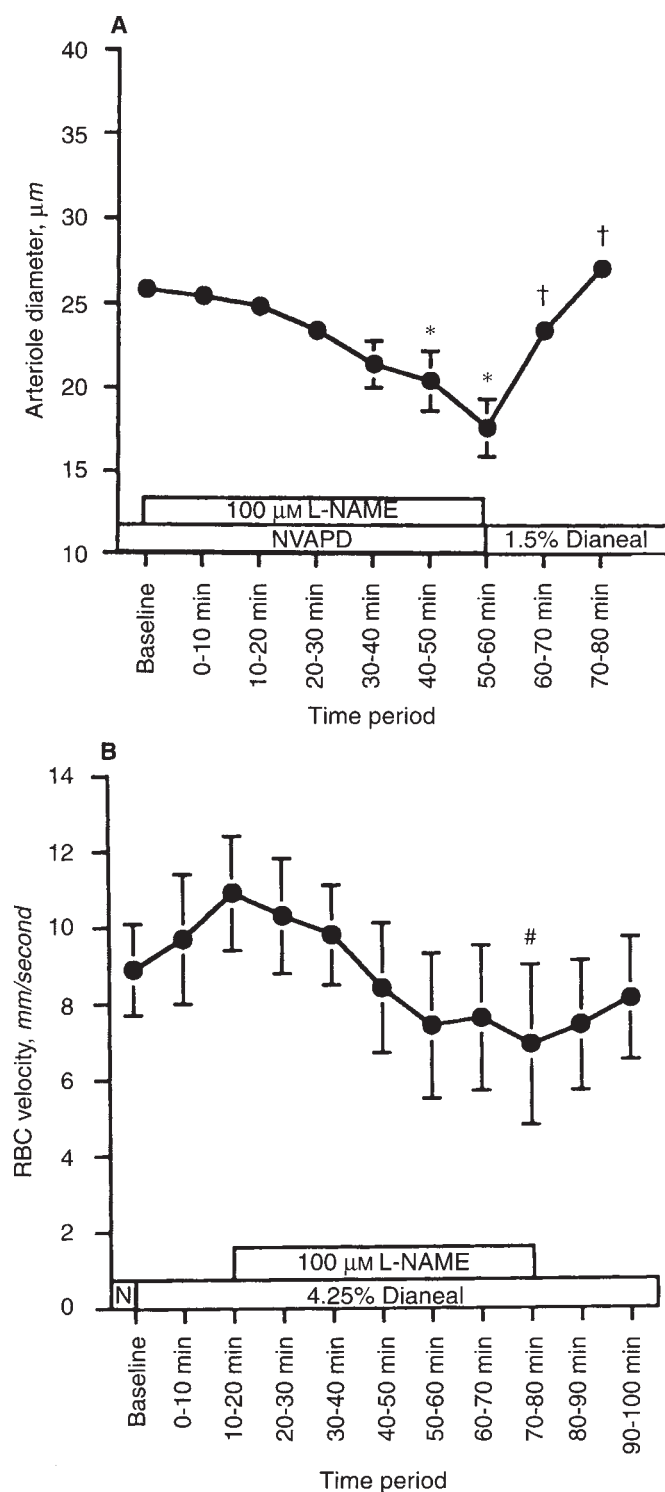 A
40
35
30
25
20
15
10
Arteriole diameter, μm
*
*
†
†
100 μM L-NAME
NVAPD
1.5% Dianeal
Baseline
0-10 min
10-20 min
20-30 min
30-40 min
40-50 min
50-60 min
60-70 min
70-80 min
Time period
B
14
12
10
8
6
4
2
0
RBC velocity, mm/second
#
100 μM L-NAME
N
4.25% Dianeal
Baseline
0-10 min
10-20 min
20-30 min
30-40 min
40-50 min
50-60 min
60-70 min
70-80 min
80-90 min
90-100 min
Time period